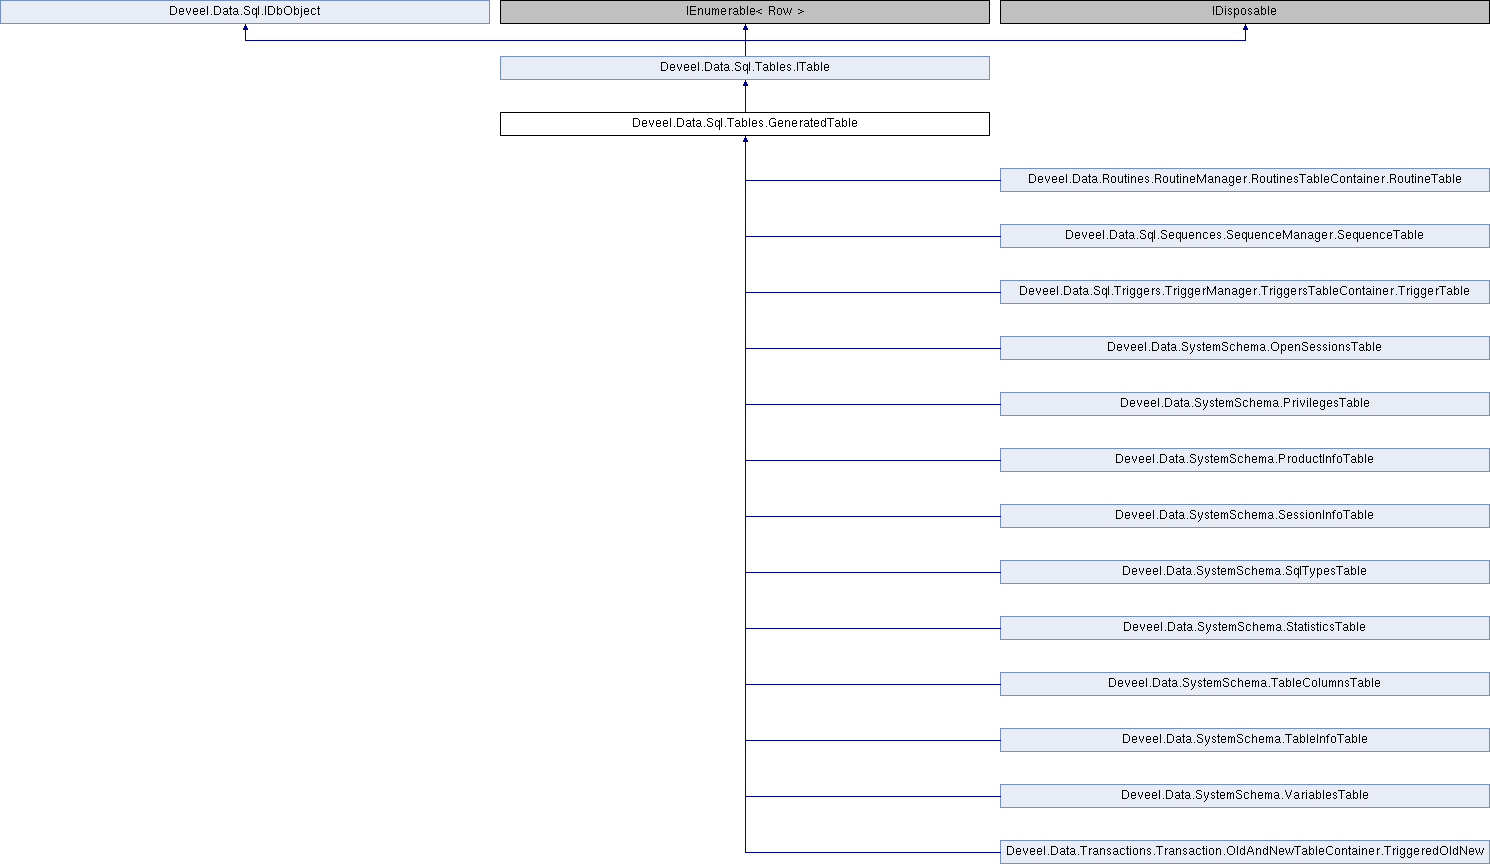 Deveel.Data.Sql.IDbObject
IEnumerable< Row >
IDisposable
Deveel.Data.Sql.Tables.ITable
Deveel.Data.Sql.Tables.GeneratedTable
Deveel.Data.Routines.RoutineManager.RoutinesTableContainer.RoutineTable
Deveel.Data.Sql.Sequences.SequenceManager.SequenceTable
Deveel.Data.Sql.Triggers.TriggerManager.TriggersTableContainer.TriggerTable
Deveel.Data.SystemSchema.OpenSessionsTable
Deveel.Data.SystemSchema.PrivilegesTable
Deveel.Data.SystemSchema.ProductInfoTable
Deveel.Data.SystemSchema.SessionInfoTable
Deveel.Data.SystemSchema.SqlTypesTable
Deveel.Data.SystemSchema.StatisticsTable
Deveel.Data.SystemSchema.TableColumnsTable
Deveel.Data.SystemSchema.TableInfoTable
Deveel.Data.SystemSchema.VariablesTable
Deveel.Data.Transactions.Transaction.OldAndNewTableContainer.TriggeredOldNew